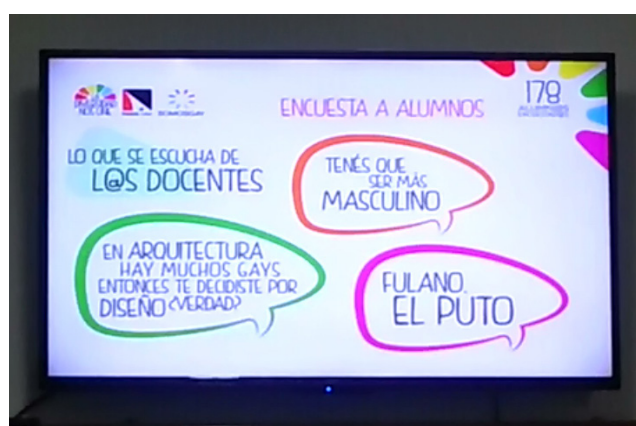 ENCUESTA A ALUMNOS
178
LO QUE SE ESCUCHA DE
L@S DOCENTES
TENÉS QUE
SER MÁS
MASCULINO
EN ARQUITECTURA
HAY MUCHOS GAYS
ENTONCES TE DECIDISTE POR
DISEÑO ¿VERDAD?
FULANO,
EL PUTO